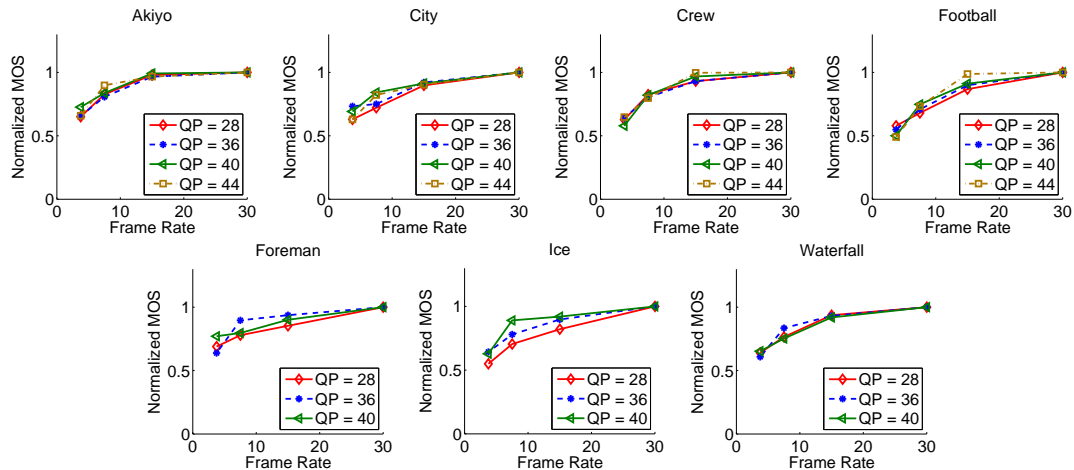 Akiyo
Normalized MOS
1
0.5
0
0
10
20
30
Frame Rate
QP = 28
QP = 36
QP = 40
QP = 44
City
Normalized MOS
1
0.5
0
0
10
20
30
Frame Rate
QP = 28
QP = 36
QP = 40
QP = 44
Crew
Normalized MOS
1
0.5
0
0
10
20
30
Frame Rate
QP = 28
QP = 36
QP = 40
QP = 44
Football
Normalized MOS
1
0.5
0
0
10
20
30
Frame Rate
QP = 28
QP = 36
QP = 40
QP = 44
Foreman
Normalized MOS
1
0.5
0
0
10
20
30
Frame Rate
QP = 28
QP = 36
QP = 40
Ice
Normalized MOS
1
0.5
0
0
10
20
30
Frame Rate
QP = 28
QP = 36
QP = 40
Waterfall
Normalized MOS
1
0.5
0
0
10
20
30
Frame Rate
QP = 28
QP = 36
QP = 40